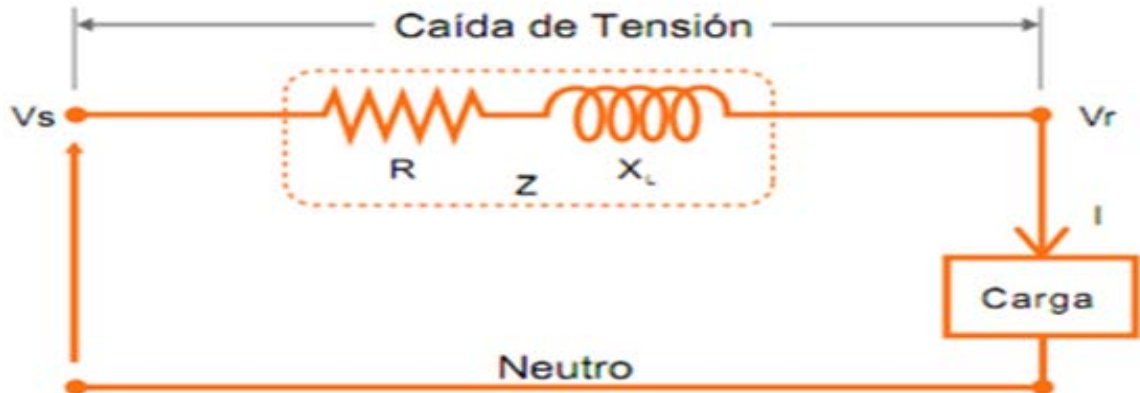 Caída de Tensión
Vs
Vr
R
XL
Z
I
Carga
Neutro